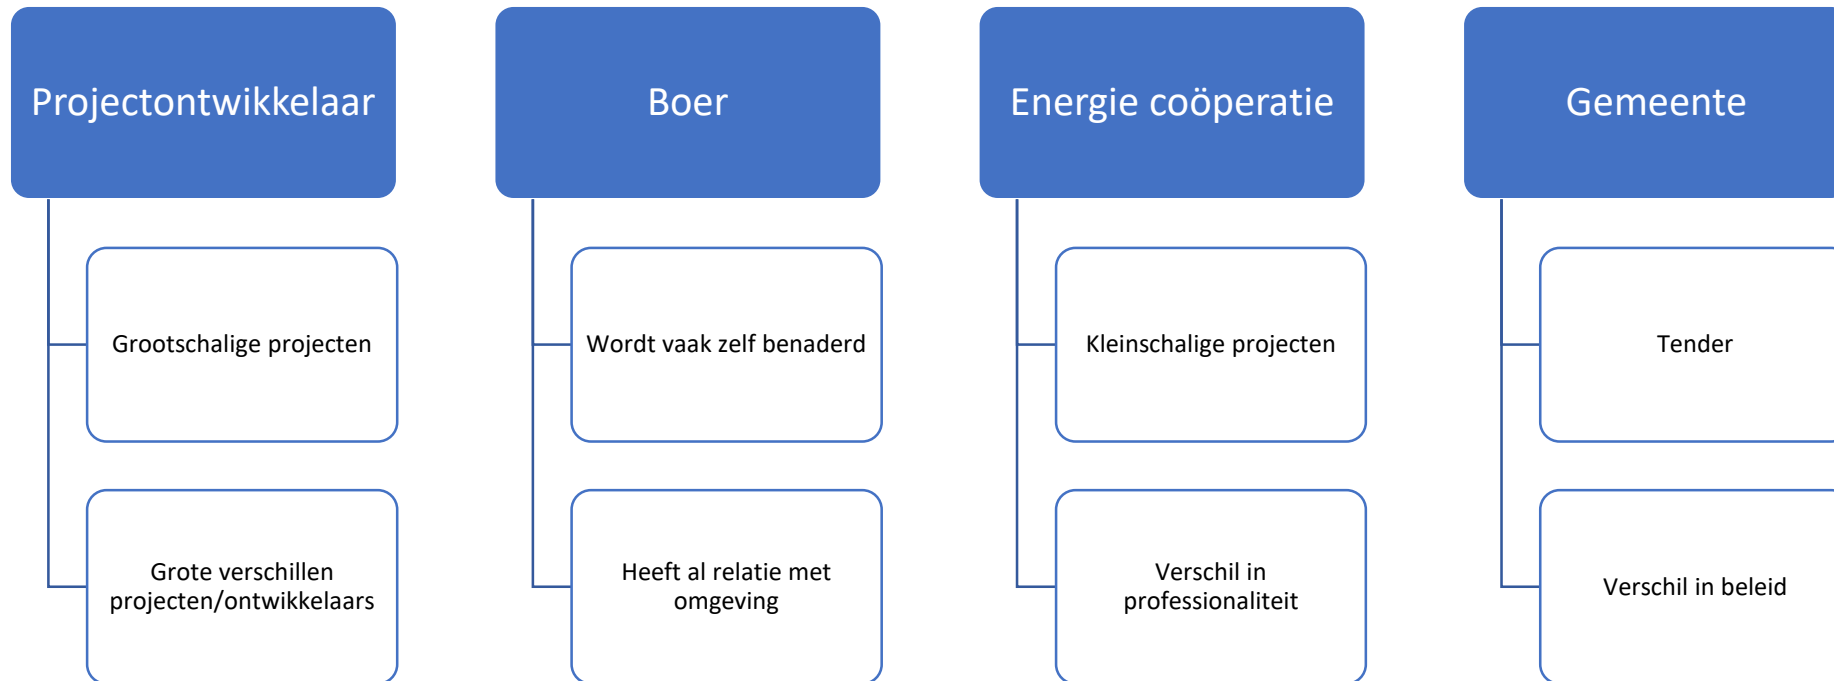 Projectontwikkelaar
Grootschalige projecten
Grote verschillen
projecten/ontwikkelaars
Boer
Wordt vaak zelf benaderd
Heeft al relatie met
omgeving
Energie coöperatie
Kleinschalige projecten
Verschil in
professionaliteit
Gemeente
Tender
Verschil in beleid